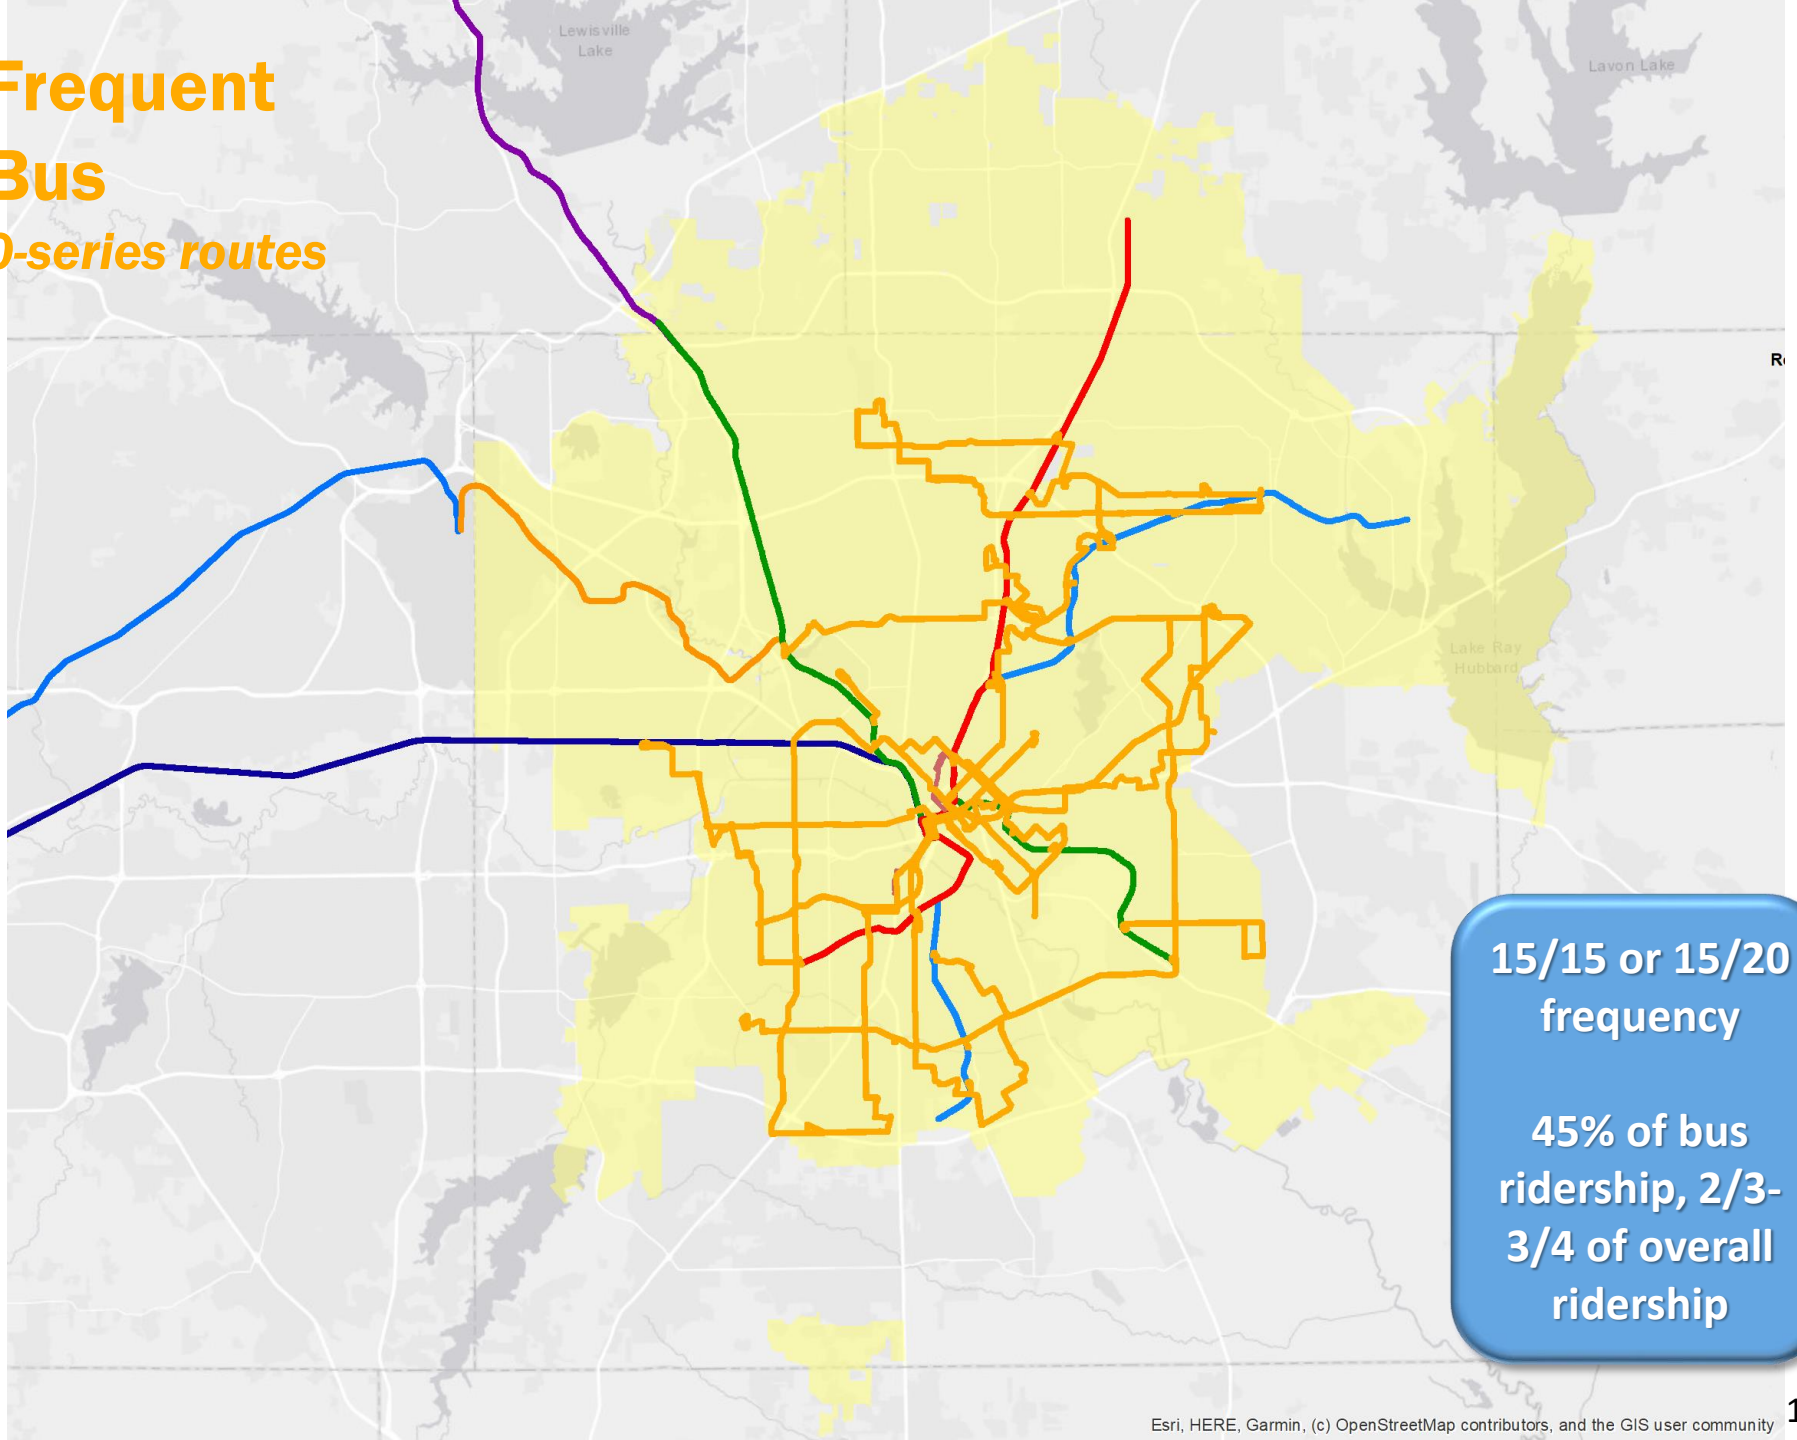 Frequent
Bus
0-series routes
Lewisville
Lake
Lavon Lake
Lake Ray
Hubbard
15/15 or 15/20
frequency
45% of bus
ridership, 2/3-
3/4 of overall
ridership
Esri, HERE, Garmin, (c) OpenStreetMap contributors, and the GIS user community
1